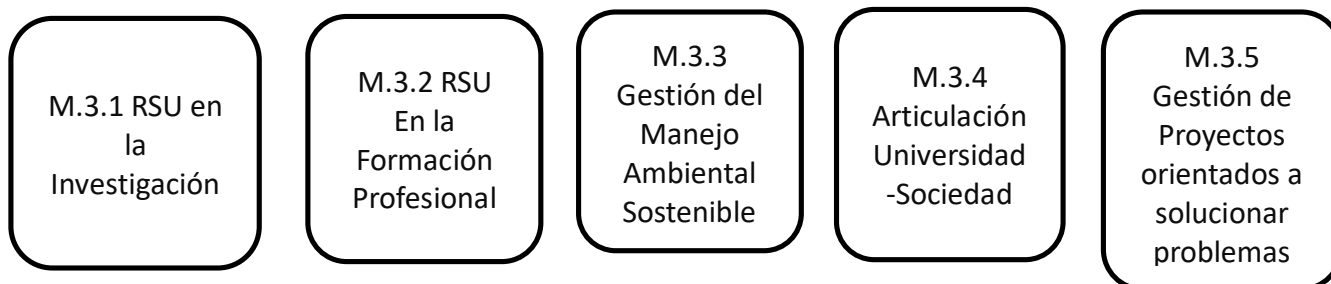 M.3.1 RSU en
la
Investigación
M.3.2 RSU
En la
Formación
Profesional
M.3.3
Gestión del
Manejo
Ambiental
Sostenible
M.3.4
Articulación
Universidad
-Sociedad
M.3.5
Gestión de
Proyectos
orientados a
solucionar
problemas